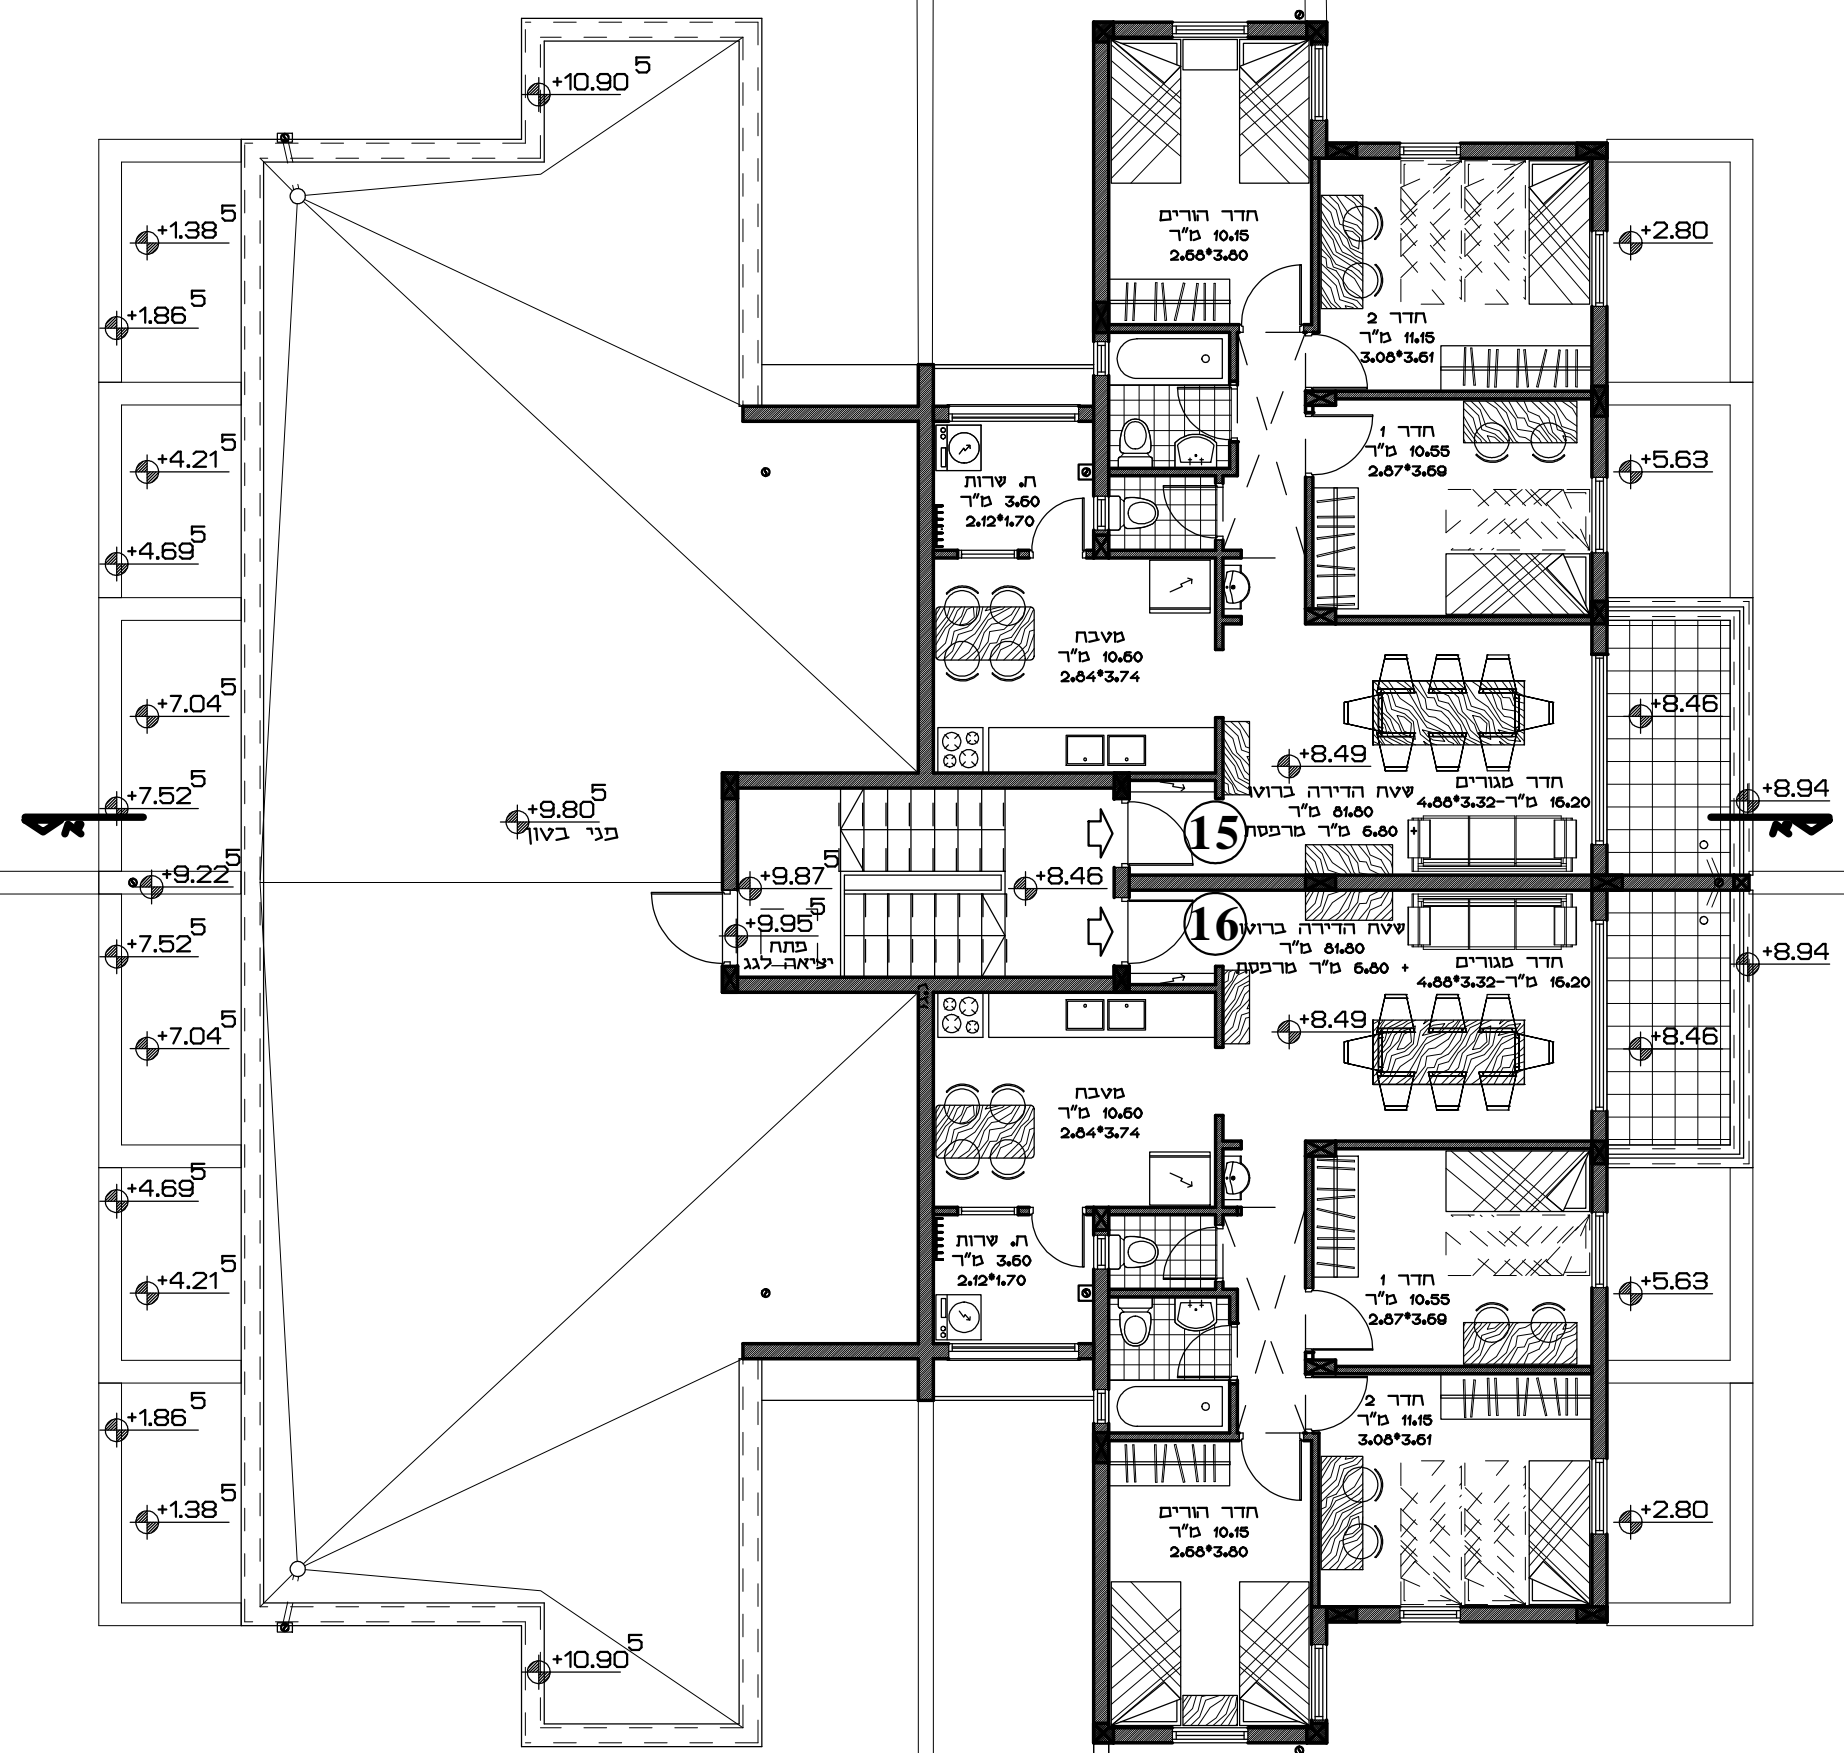 +10.90 5
+1.38 5
+1.86 5
+4.21 5
+4.69 5
+7.04 5
+7.52 5
+9.80 5
פני בטון
+9.22 5
+7.52 5
+7.04 5
+4.69 5
+4.21 5
+1.86 5
+1.38 5
+10.90 5
חדר הורים
10.15 מ"ר
2.68*3.80
חדר 2
11.15 מ"ר
3.08*3.61
+2.80
חדר 1
10.55 מ"ר
2.87*3.69
+5.63
ח. שרות
3.60 מ"ר
2.12*1.70
מטבח
10.60 מ"ר
2.84*3.74
+8.49
+8.46
חדר מגורים
16.20 מ"ר-4.88*3.32
+8.94
שטח הדירה ברוטו
81.80 מ"ר
+ 6.80 מ"ר מרפסת
15
א
א
+9.87 5
+8.46
+9.95 5
פתח
יציאה לגג
16
שטח הדירה ברוטו
81.80 מ"ר
+ 6.80 מ"ר מרפסת
חדר מגורים
16.20 מ"ר-4.88*3.32
+8.94
+8.49
+8.46
מטבח
10.60 מ"ר
2.84*3.74
ח. שרות
3.60 מ"ר
2.12*1.70
חדר 1
10.55 מ"ר
2.87*3.69
+5.63
חדר 2
11.15 מ"ר
3.08*3.61
חדר הורים
10.15 מ"ר
2.68*3.80
+2.80